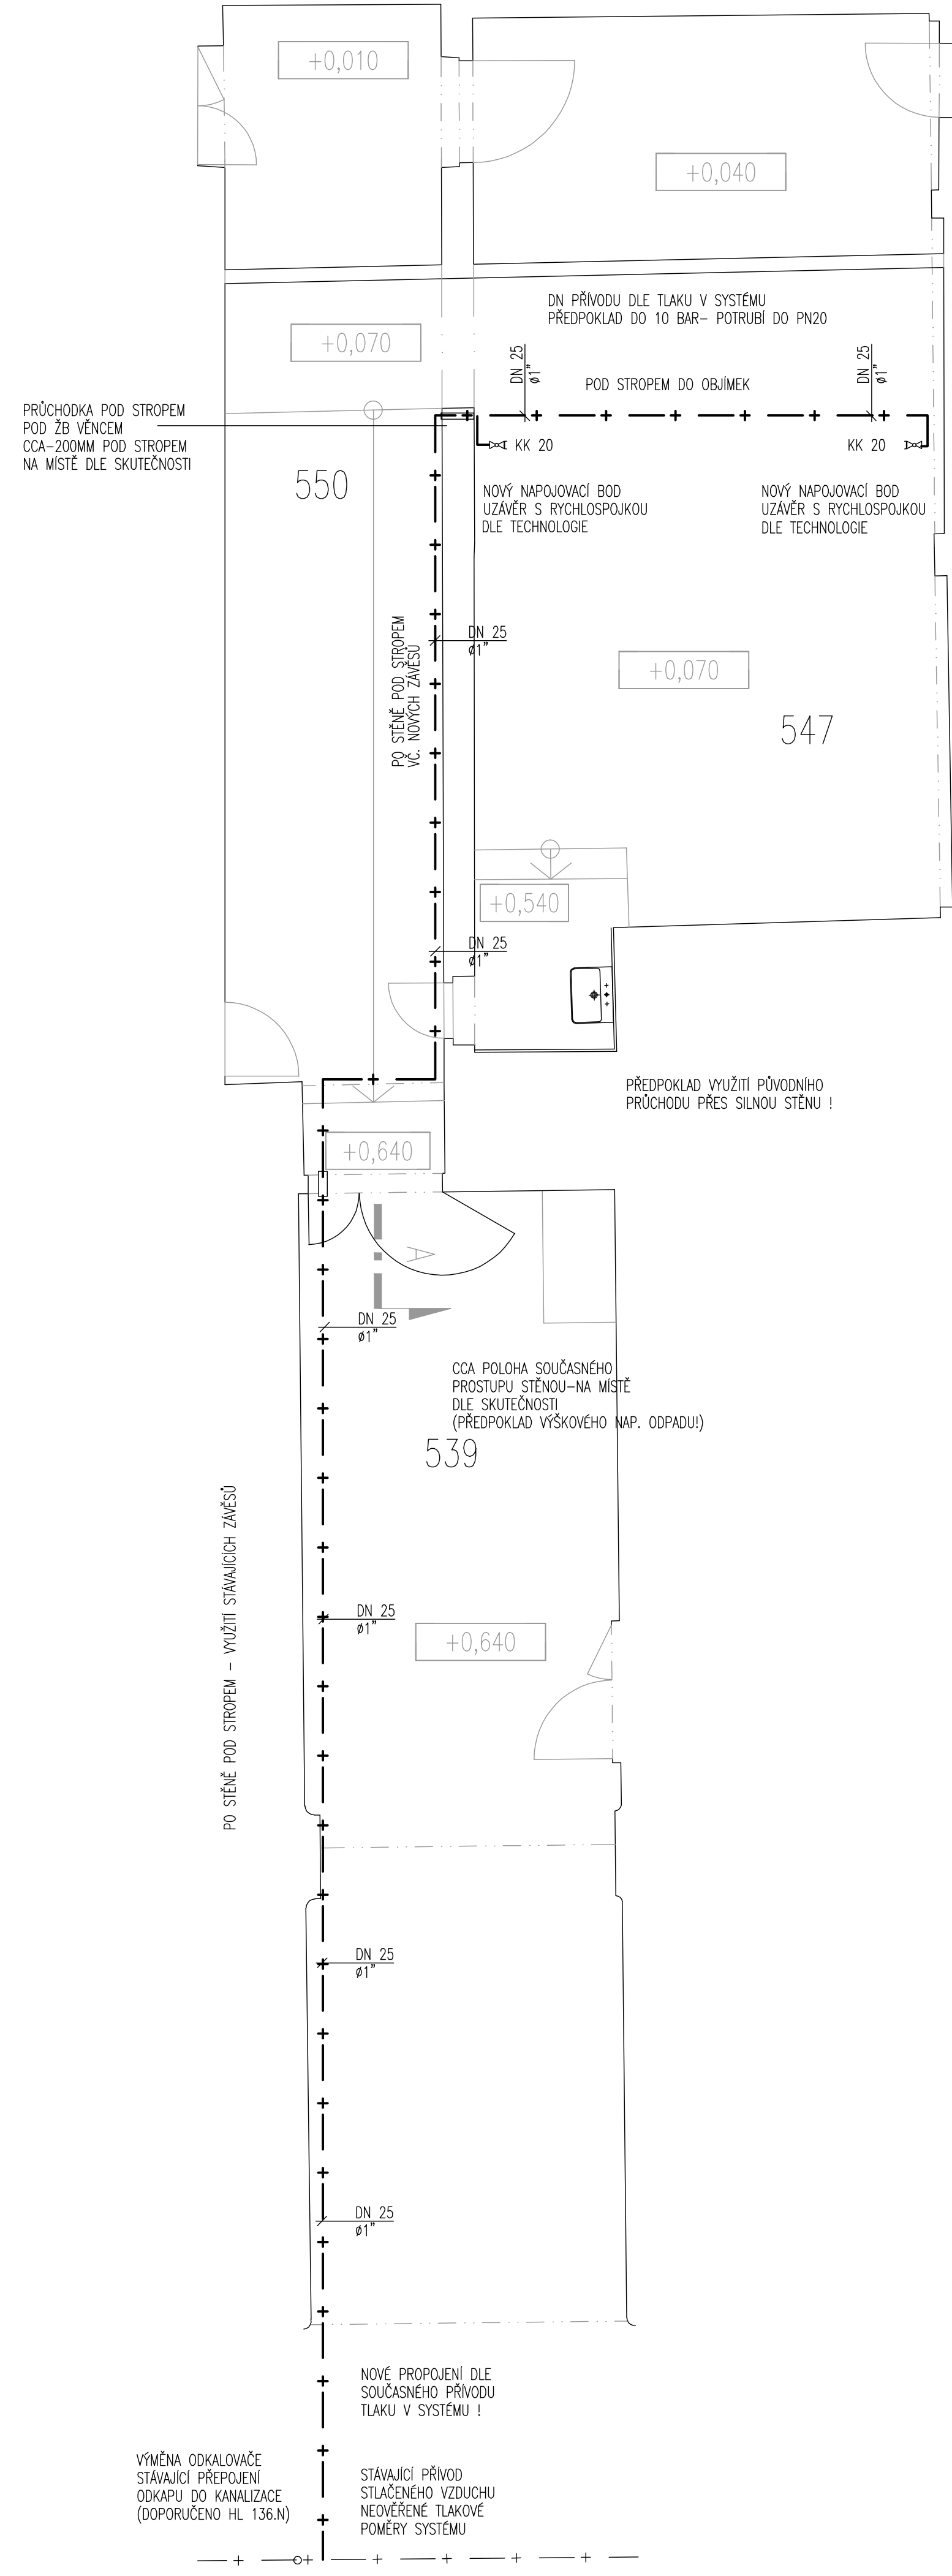 +0,010
+0,040
DN PŘÍVODU DLE TLAKU V SYSTÉMU
PŘEDPOKLAD DO 10 BAR- POTRUBÍ DO PN20
+0,070
DN 25
ø1"
POD STROPEM DO OBJÍMEK
DN 25
ø1"
PRŮCHODKA POD STROPEM
POD ŽB VĚNCEM
CCA-200MM POD STROPEM
NA MÍSTĚ DLE SKUTEČNOSTI
KK 20
KK 20
550
NOVÝ NAPOJOVACÍ BOD
UZÁVĚR S RYCHLOSPOJKOU
DLE TECHNOLOGIE
NOVÝ NAPOJOVACÍ BOD
UZÁVĚR S RYCHLOSPOJKOU
DLE TECHNOLOGIE
PO STĚNĚ POD STROPEM
VČ. NOVÝCH ZÁVĚSŮ
DN 25
ø1"
+0,070
547
+0,540
DN 25
ø1"
PŘEDPOKLAD VYUŽITÍ PŮVODNÍHO
PRŮCHODU PŘES SILNOU STĚNU !
+0,640
A
DN 25
ø1"
CCA POLOHA SOUČASNÉHO
PROSTUPU STĚNOU-NA MÍSTĚ
DLE SKUTEČNOSTI
(PŘEDPOKLAD VÝŠKOVÉHO NAP. ODPADU!)
539
PO STĚNĚ POD STROPEM - VYUŽITÍ STÁVAJÍCÍCH ZÁVĚSŮ
DN 25
ø1"
+0,640
DN 25
ø1"
DN 25
ø1"
NOVÉ PROPOJENÍ DLE
SOUČASNÉHO PŘÍVODU
TLAKU V SYSTÉMU !
VÝMĚNA ODKALOVAČE
STÁVAJÍCÍ PŘEPOJENÍ
ODKAPU DO KANALIZACE
(DOPORUČENO HL 136.N)
STÁVAJÍCÍ PŘÍVOD
STLAČENÉHO VZDUCHU
NEOVĚŘENÉ TLAKOVÉ
POMĚRY SYSTÉMU